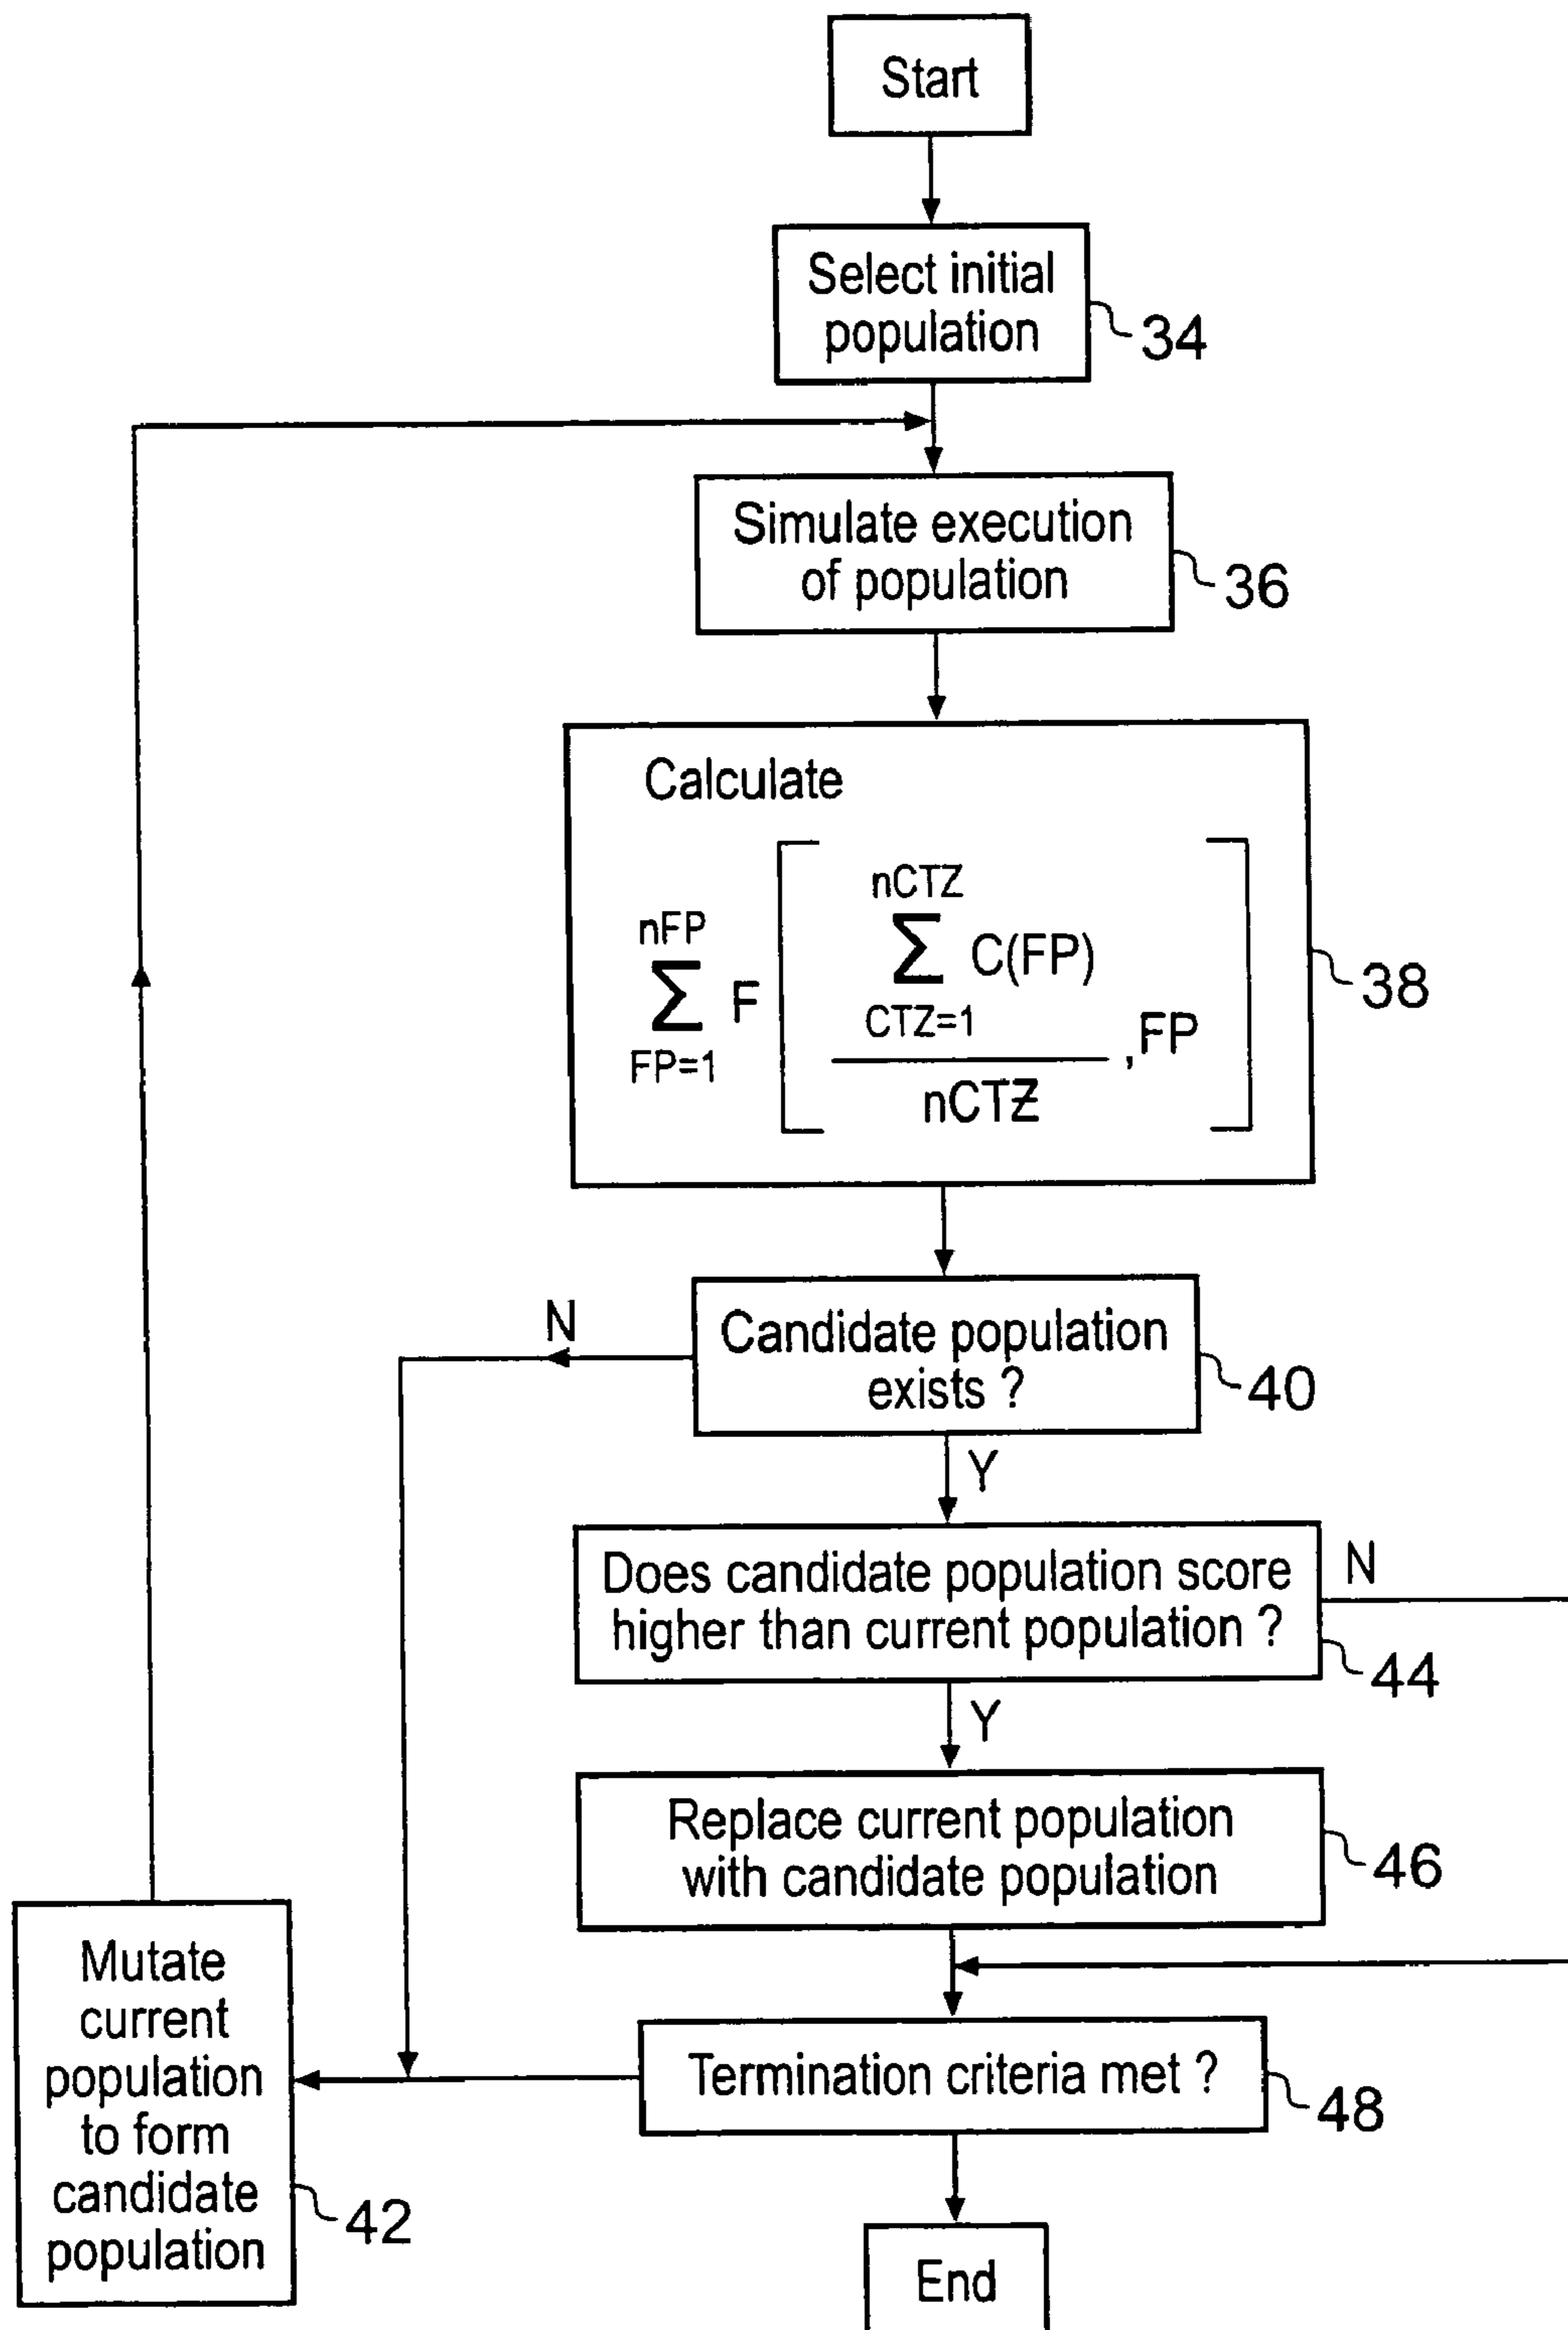 Start
Select initial
population
34
Simulate execution
of population
36
Calculate
nFP
Σ
FP=1
F
nCTZ
Σ C(FP)
CTZ=1
nCTZ
,FP
38
N
Candidate population
exists ?
40
Y
Does candidate population score
higher than current population ?
N
44
Y
Replace current population
with candidate population
46
Mutate
current
population
to form
candidate
population
42
Termination criteria met ?
48
End